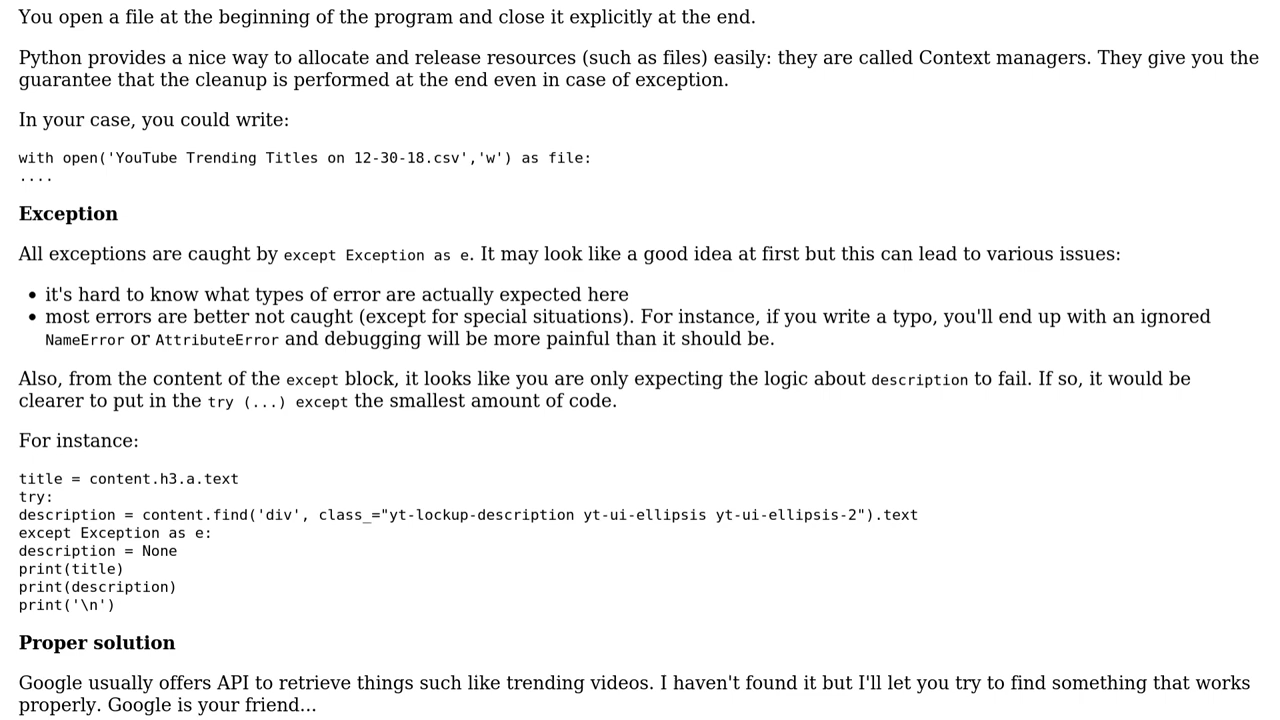 You open a file at the beginning of the program and close it explicitly at the end.
Python provides a nice way to allocate and release resources (such as files) easily: they are called Context managers. They give you the
guarantee that the cleanup is performed at the end even in case of exception.
In your case, you could write:
with open('YouTube Trending Titles on 12-30-18.csv','w') as file:
....
Exception
All exceptions are caught by except Exception as e. It may look like a good idea at first but this can lead to various issues:
• it's hard to know what types of error are actually expected here
• most errors are better not caught (except for special situations). For instance, if you write a typo, you'll end up with an ignored
NameError or AttributeError and debugging will be more painful than it should be.
Also, from the content of the except block, it looks like you are only expecting the logic about description to fail. If so, it would be
clearer to put in the try (...) except the smallest amount of code.
For instance:
title = content.h3.a.text
try:
description = content.find('div', class_="yt-lockup-description yt-ui-ellipsis yt-ui-ellipsis-2").text
except Exception as e:
description = None
print(title)
print(description)
print('\n')
Proper solution
Google usually offers API to retrieve things such like trending videos. I haven't found it but I'll let you try to find something that works
properly. Google is your friend...